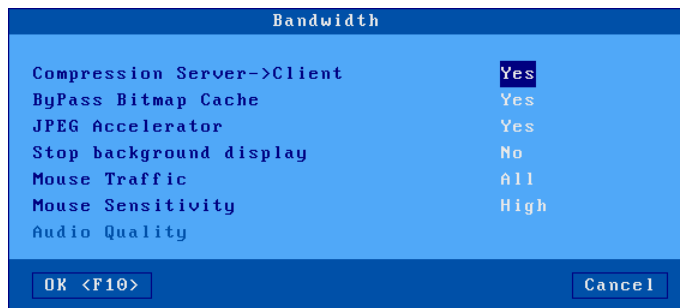 Bandwidth
Compression Server->Client Yes
ByPass Bitmap Cache Yes
JPEG Accelerator Yes
Stop background display No
Mouse Traffic All
Mouse Sensitivity High
Audio Quality
OK <F10> Cancel